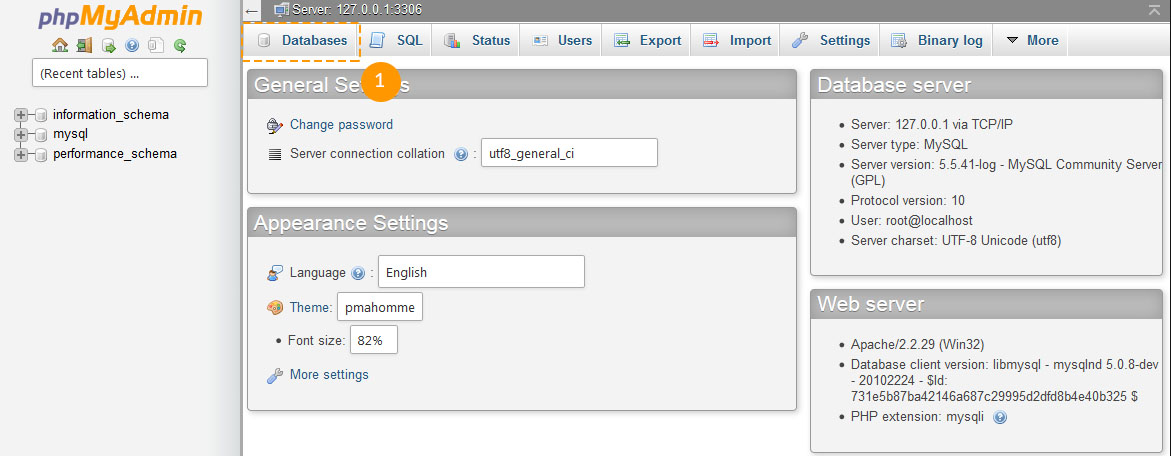 phpMyAdmin
(Recent tables) ...
information_schema
mysql
performance_schema
Server: 127.0.0.1:3306
Databases SQL Status Users Export Import Settings Binary log More
1
General Se s
Change password
Server connection collation : utf8_general_ci
Appearance Settings
Language : English
Theme: pmahomme
• Font size: 82%
More settings
Database server
• Server: 127.0.0.1 via TCP/IP
• Server type: MySQL
• Server version: 5.5.41-log - MySQL Community Server
(GPL)
• Protocol version: 10
• User: root@localhost
• Server charset: UTF-8 Unicode (utf8)
Web server
• Apache/2.2.29 (Win32)
• Database client version: libmysql - mysqlnd 5.0.8-dev
- 20102224 - $Id:
731e5b87ba42146a687c29995d2dfd8b4e40b325 $
• PHP extension: mysqli